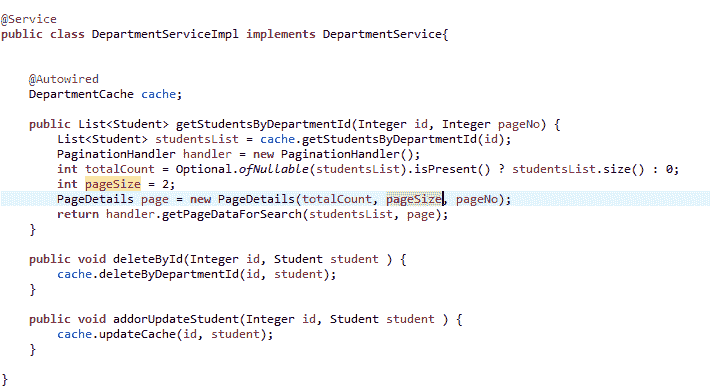 @Service
public class DepartmentServiceImpl implements DepartmentService{
@Autowired
DepartmentCache cache;
public List<Student> getStudentsByDepartmentId(Integer id, Integer pageNo) {
List<Student> studentsList = cache.getStudentsByDepartmentId(id);
PaginationHandler handler = new PaginationHandler();
int totalCount = Optional.ofNullable(studentsList).isPresent() ? studentsList.size() : 0;
int pageSize = 2;
PageDetails page = new PageDetails(totalCount, pageSize, pageNo);
return handler.getPageDataForSearch(studentsList, page);
}
public void deleteById(Integer id, Student student ) {
cache.deleteByDepartmentId(id, student);
}
public void addorUpdateStudent(Integer id, Student student ) {
cache.updateCache(id, student);
}
}